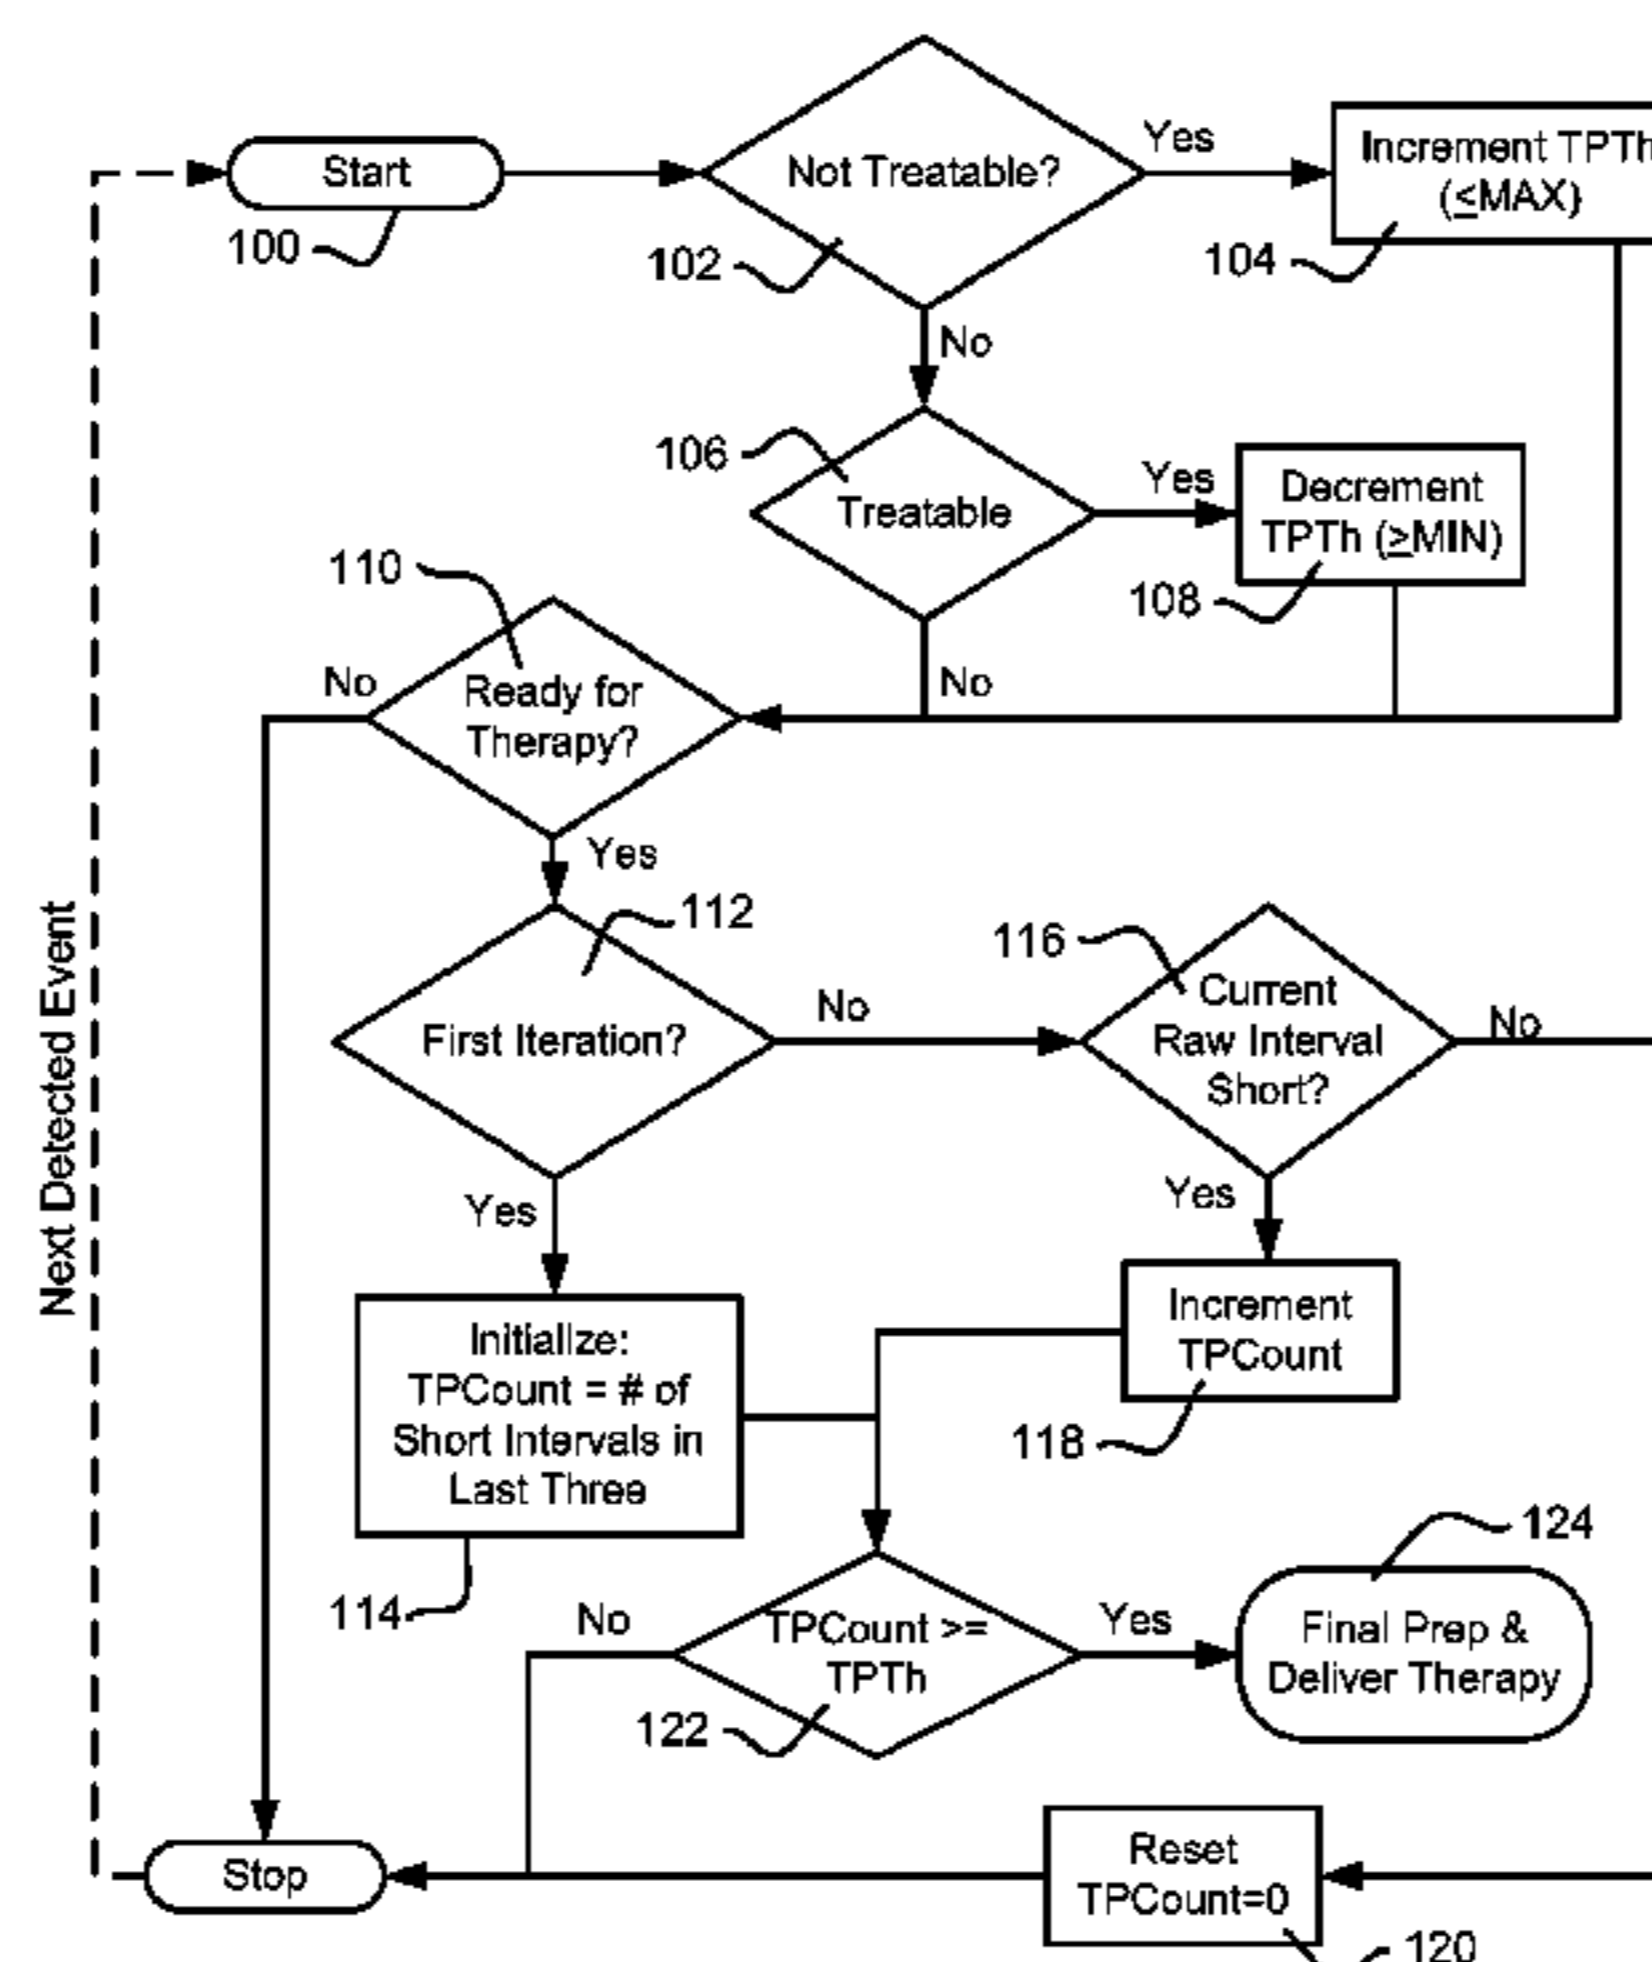 Start
100
Not Treatable?
102
Yes
Increment TPTh
(≤MAX)
104
No
106
Treatable
Yes
Decrement
TPTh (≥MIN)
108
No
110
No
Ready for
Therapy?
Yes
112
First Iteration?
No
116
Current
Raw Interval
Short?
No
Yes
Yes
Initialize:
TPCount = # of
Short Intervals in
Last Three
114
Increment
TPCount
118
No
TPCount >=
TPTh
122
Yes
124
Final Prep &
Deliver Therapy
Stop
Reset
TPCount=0
120
Next Detected Event